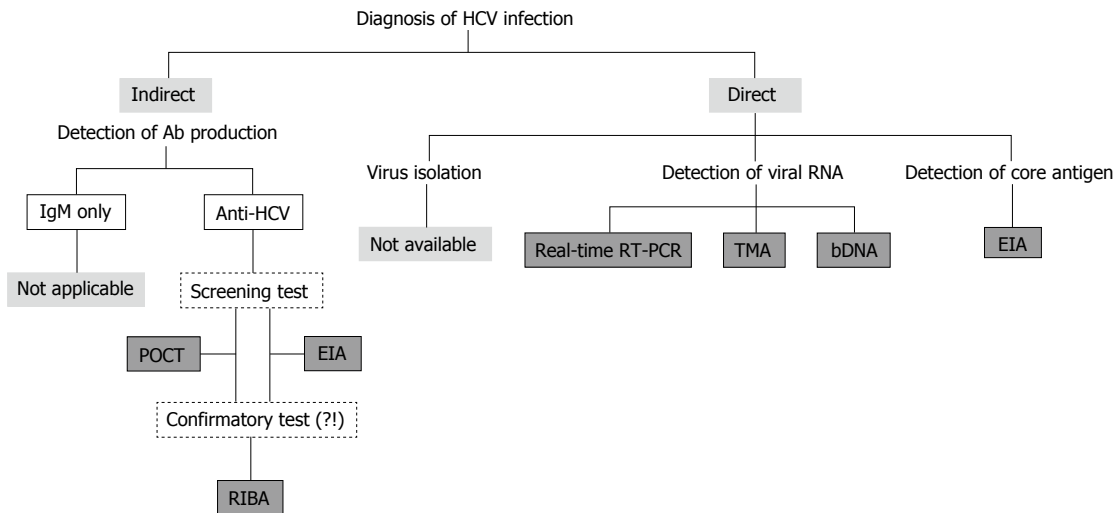 Diagnosis of HCV infection
Indirect
Direct
Detection of Ab production
Virus isolation
Detection of viral RNA
Detection of core antigen
IgM only
Anti-HCV
Not available
Real-time RT-PCR
TMA
bDNA
EIA
Not applicable
Screening test
POCT
EIA
Confirmatory test (?!)
RIBA